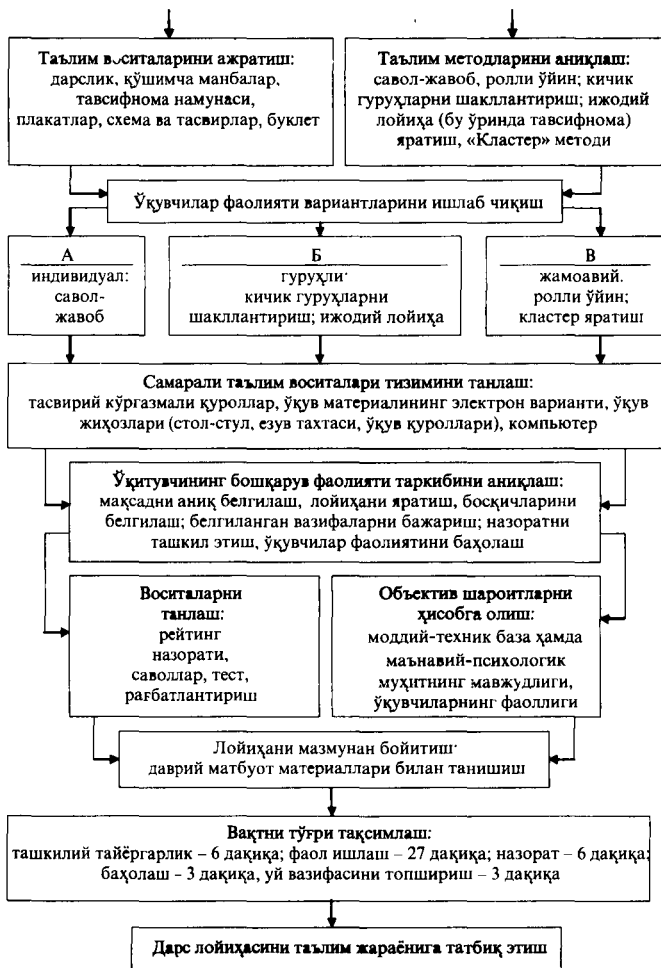 Таълим воситаларини ажратиш:
дарслик, қўшимча манбалар,
тавсифнома намунаси,
плакатлар, схема ва тасвирлар, буклет
Таълим методларини аниқлаш:
савол-жавоб, ролли ўйин; кичик
гуруҳларни шакллантириш; ижодий
лойиҳа (бу ўринда тавсифнома)
яратиш, «Кластер» методи
Ўқувчилар фаолияти вариантларини ишлаб чиқиш
А
индивидуал:
савол-
жавоб
Б
гуруҳли·
кичик гуруҳларни
шакллантириш; ижодий лойиҳа
В
жамоавий.
ролли ўйин;
кластер яратиш
Самарали таълим воситалари тизимини танлаш:
тасвирий кўргазмали қуроллар, ўқув материалининг электрон варианти, ўқув
жиҳозлари (стол-стул, езув тахтаси, ўқув қуроллари), компьютер
Ўқитувчининг бошқарув фаолияти таркибини аниқлаш:
мақсадни аниқ белгилаш, лойиҳани яратиш, босқичларини
белгилаш; белгиланган вазифаларни бажариш; назоратни
ташкил этиш, ўқувчилар фаолиятини баҳолаш
Воситаларни
танлаш:
рейтинг
назорати,
саволлар, тест,
рағбатлантириш
Объектив шароитларни
ҳисобга олиш:
моддий-техник база ҳамда
маънавий-психологик
муҳитнинг мавжудлиги,
ўқувчиларнинг фаоллиги
Лойиҳани мазмунан бойитиш·
даврий матбуот материаллари билан танишиш
Вақтни тўғри тақсимлаш:
ташкилий тайёргарлик – 6 дақиқа; фаол ишлаш – 27 дақиқа; назорат – 6 дақиқа;
баҳолаш - 3 дақиқа, уй вазифасини топшириш – 3 дақиқа
Дарс лойиҳасини таълим жараёнига татбиқ этиш